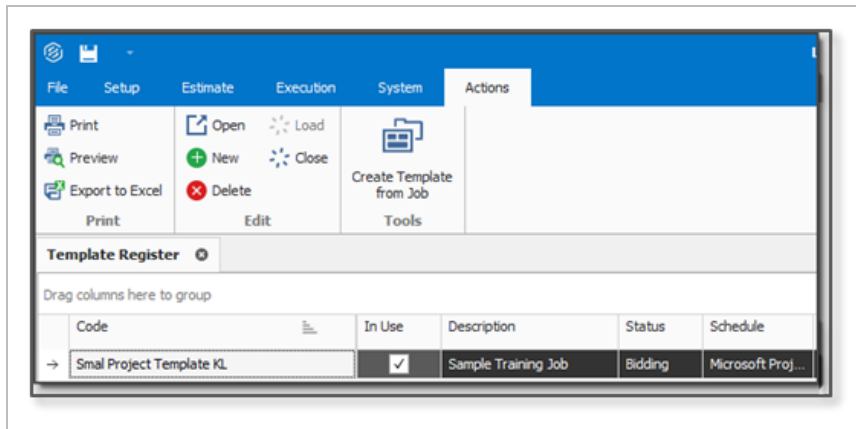 File Setup Estimate Execution System Actions
Print Open Load
Preview New Close
Export to Excel Delete
Create Template
from Job
Print Edit Tools
Template Register
Drag columns here to group
Code In Use Description Status Schedule
Smal Project Template KL Sample Training Job Bidding Microsoft Proj...